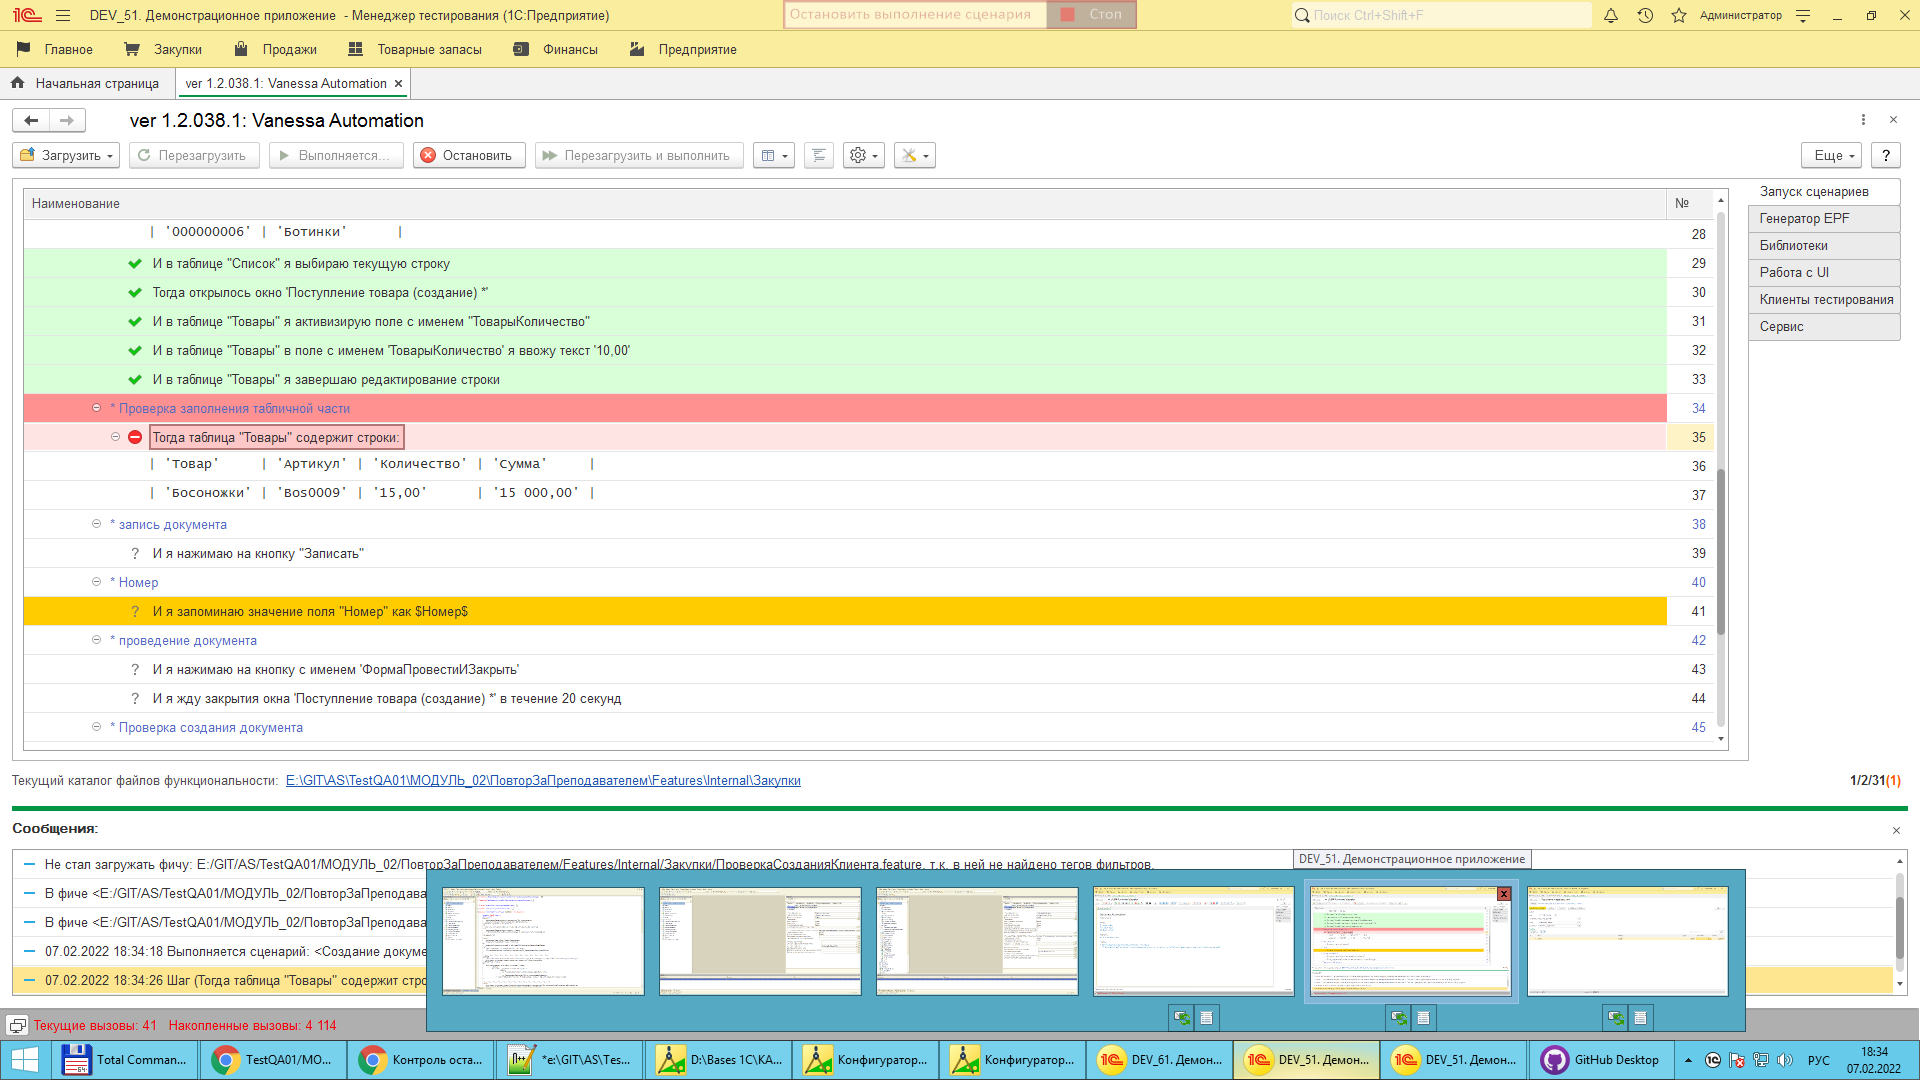 DEV_51. Демонстрационное приложение - Менеджер тестирования (1С:Предприятие)
ОСТАНОВИТЬ выполнение сценария Стоп
Поиск Ctrl+Shift+F
Администратор
Главное Закупки Продажи Товарные запасы Финансы Предприятие
Начальная страница ver 1.2.038.1: Vanessa Automation
ver 1.2.038.1: Vanessa Automation
Загрузить Перезагрузить Выполняется... Остановить Перезагрузить и выполнить Еще ?
Наименование №
| '000000006' | 'Ботинки' | 28
И в таблице "Список" я выбираю текущую строку 29
Тогда открылось окно 'Поступление товара (создание) *' 30
И в таблице "Товары" я активизирую поле с именем "ТоварыКоличество" 31
И в таблице "Товары" в поле с именем 'ТоварыКоличество' я ввожу текст '10,00' 32
И в таблице "Товары" я завершаю редактирование строки 33
* Проверка заполнения табличной части 34
Тогда таблица "Товары" содержит строки: 35
| 'Товар' | 'Артикул' | 'Количество' | 'Сумма' | 36
| 'Босоножки' | 'Bos0009' | '15,00' | '15 000,00' | 37
* запись документа 38
? И я нажимаю на кнопку "Записать" 39
* Номер 40
? И я запоминаю значение поля "Номер" как $Номер$ 41
* проведение документа 42
? И я нажимаю на кнопку с именем 'ФормаПровестиИЗакрыть' 43
? И я жду закрытия окна 'Поступление товара (создание) *' в течение 20 секунд 44
* Проверка создания документа 45
Запуск сценариев
Генератор EPF
Библиотеки
Работа с UI
Клиенты тестирования
Сервис
Текущий каталог файлов функциональности: E:\GIT\AS\TestQA01\МОДУЛЬ_02\ПовторЗаПреподавателем\Features\Internal\Закупки 1/2/31(1)
Сообщения:
Не стал загружать фичу: E:/GIT/AS/TestQA01/МОДУЛЬ_02/ПовторЗаПреподавателем/Features/Internal/Закупки/ПроверкаСозданияКлиента.feature, т.к. в ней не найдено тегов фильтров.
DEV_51. Демонстрационное приложение
В фиче <E:/GIT/AS/TestQA01/МОДУЛЬ_02/ПовторЗаПреподава
В фиче <E:/GIT/AS/TestQA01/МОДУЛЬ_02/ПовторЗаПреподава
07.02.2022 18:34:18 Выполняется сценарий: <Создание докуме
07.02.2022 18:34:26 Шаг (Тогда таблица "Товары" содержит стро
Текущие вызовы: 41 Накопленные вызовы: 4 114
Total Comman... TestQA01/МО... Контроль оста... *e:\GIT\AS\Tes... D:\Bases 1C\КА... Конфигуратор... Конфигуратор... DEV_61. Демон... DEV_51. Демон... DEV_51. Демон... GitHub Desktop РУС 18:34
07.02.2022